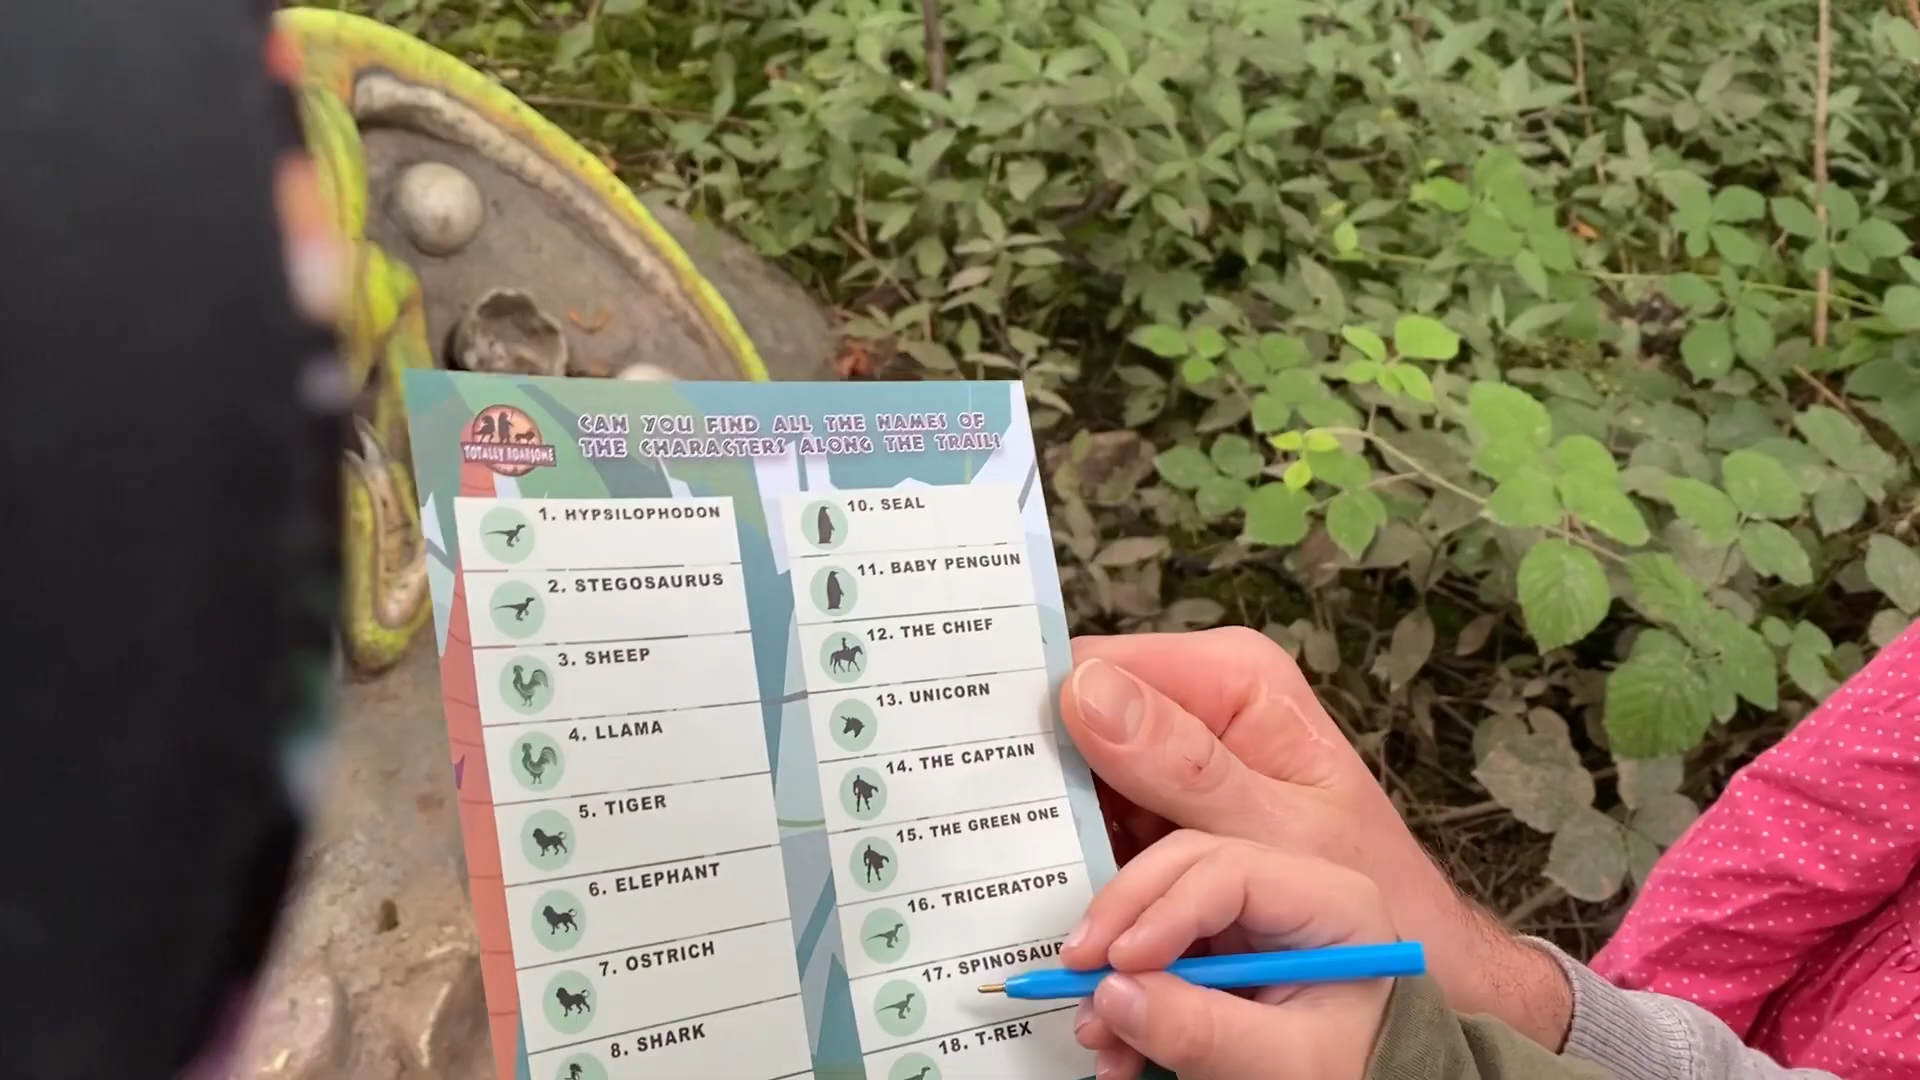 TOTALLY ROARSOME
CAN YOU FIND ALL THE NAMES OF
THE CHARACTERS ALONG THE TRAIL!
1. HYPSILOPHODON
2. STEGOSAURUS
3. SHEEP
4. LLAMA
5. TIGER
6. ELEPHANT
7. OSTRICH
8. SHARK
10. SEAL
11. BABY PENGUIN
12. THE CHIEF
13. UNICORN
14. THE CAPTAIN
15. THE GREEN ONE
16. TRICERATOPS
17. SPINOSAUR
18. T-REX